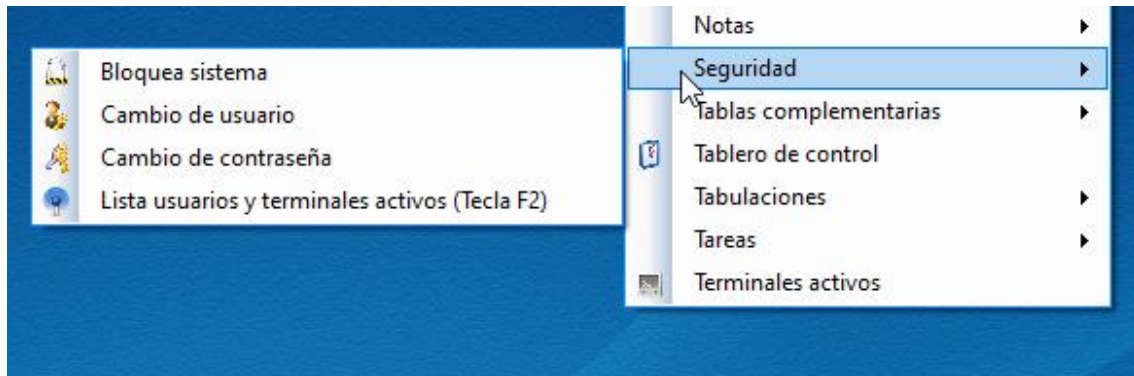 Notas
Seguridad
Tablas complementarias
Tablero de control
Tabulaciones
Tareas
Terminales activos
Bloquea sistema
Cambio de usuario
Cambio de contraseña
Lista usuarios y terminales activos (Tecla F2)